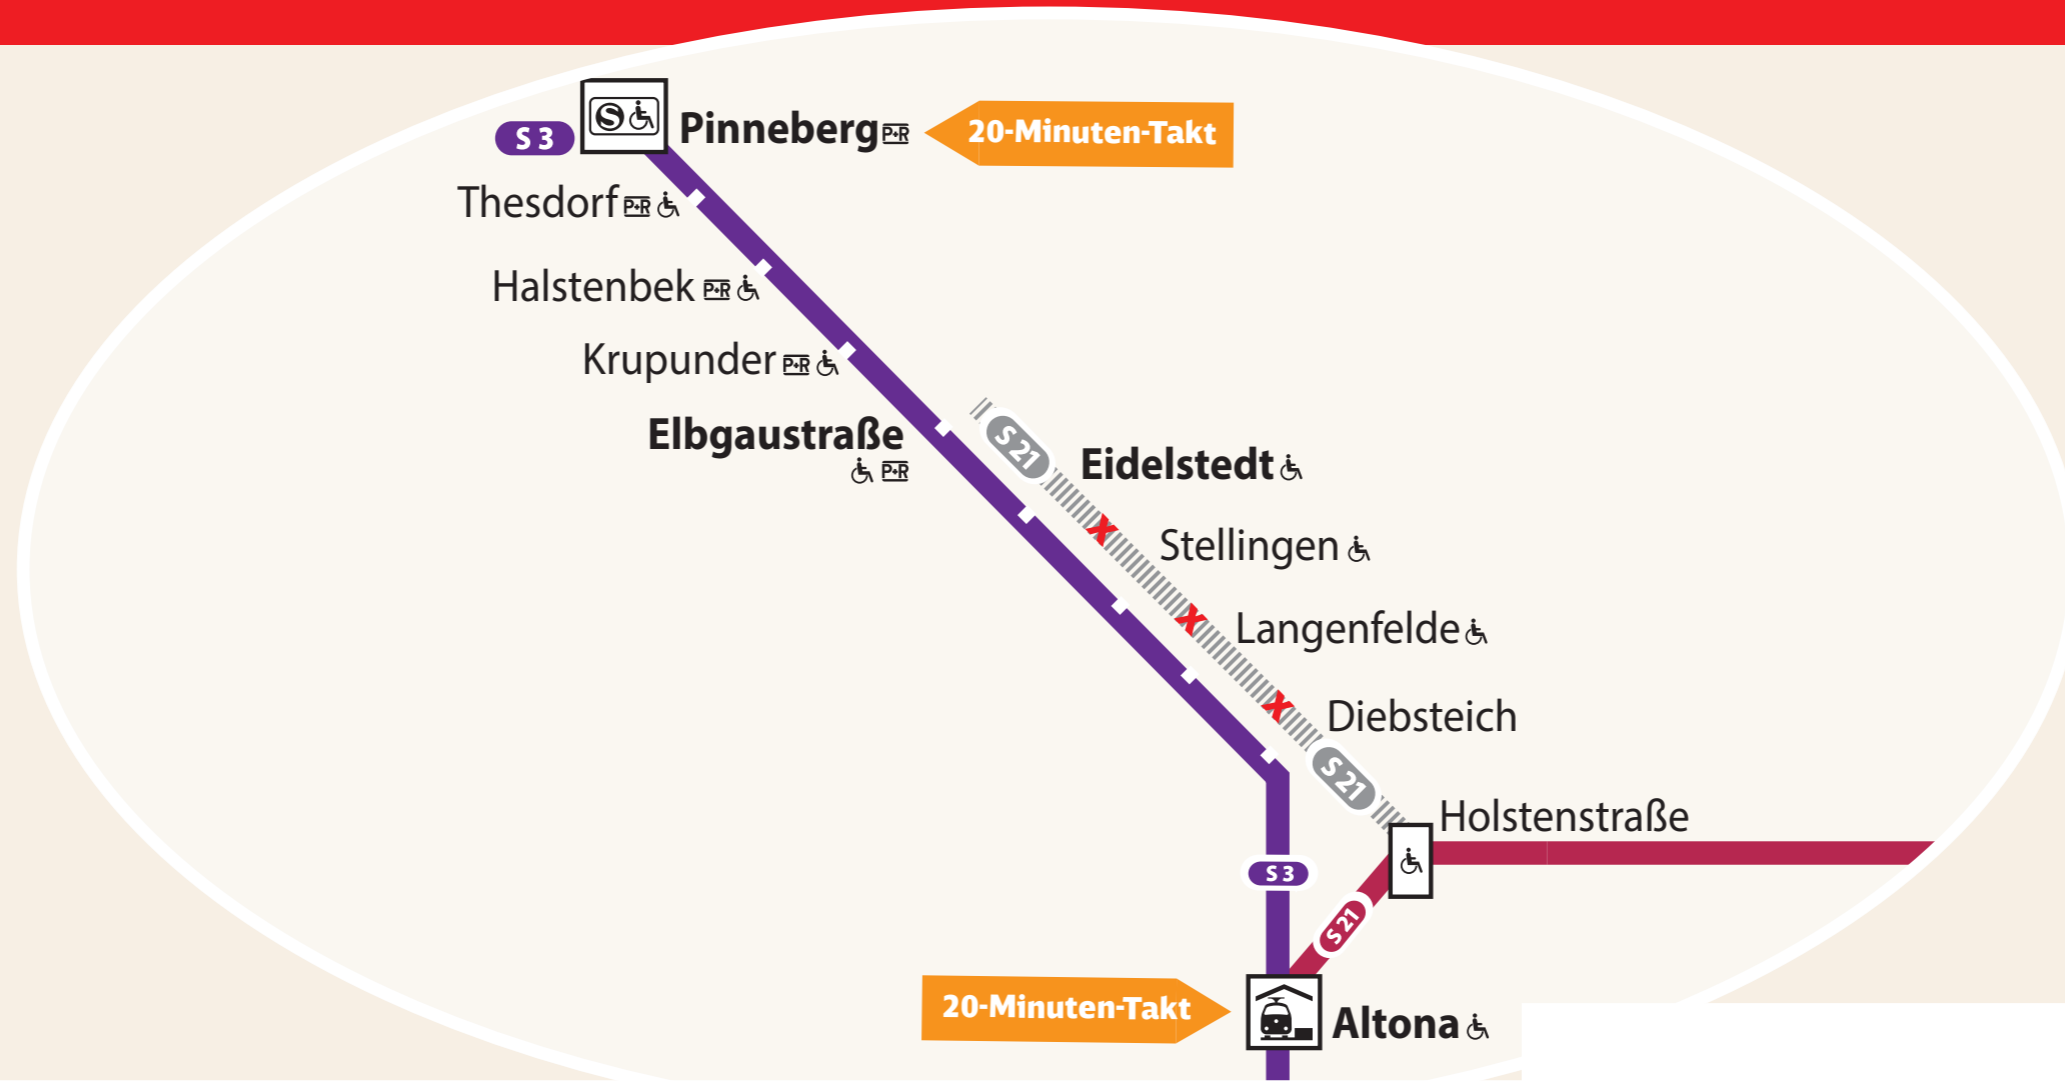 S 3
Pinneberg P+R
20-Minuten-Takt
Thesdorf P+R
Halstenbek P+R
Krupunder P+R
Elbgaustraße
P+R
S 21
Eidelstedt
Stellingen
Langenfelde
Diebsteich
S 21
Holstenstraße
S 3
S 21
20-Minuten-Takt
Altona